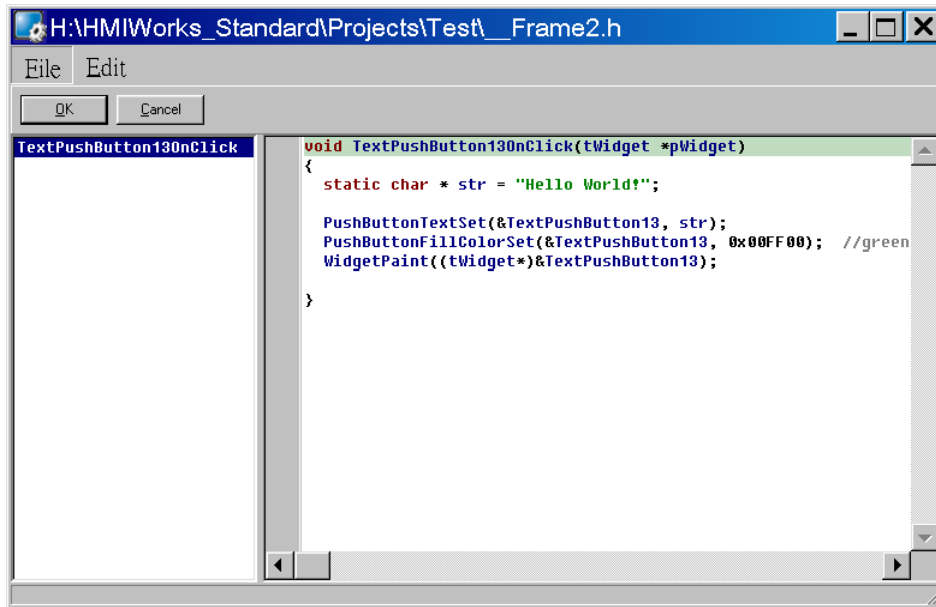 H:\HMIWorks_Standard\Projects\Test\__Frame2.h
File Edit
OK Cancel
TextPushButton13OnClick
void TextPushButton13OnClick(tWidget *pWidget)
{
static char * str = "Hello World!";
PushButtonTextSet(&TextPushButton13, str);
PushButtonFillColorSet(&TextPushButton13, 0x00FF00); //green
WidgetPaint((tWidget*)&TextPushButton13);
}